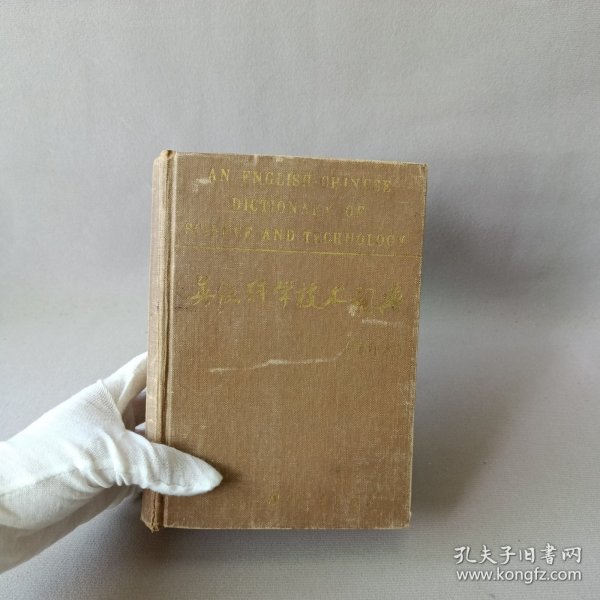 AN ENGLISH-CHINESE
DICTIONARY OF
SCIENCE AND TECHNOLOGY
英汉科学技术词典
孔夫子旧书网
www.kongfz.com